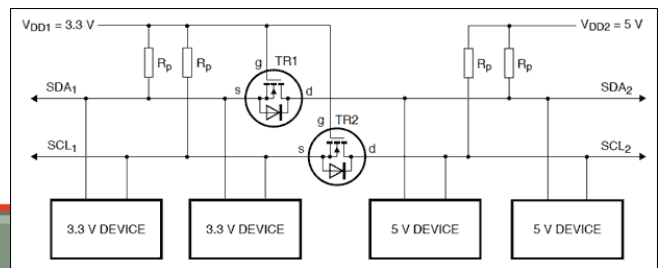 VDD1 = 3.3 V
VDD2 = 5 V
Rp
Rp
g
TR1
Rp
Rp
SDA1
s
d
SDA2
g
TR2
SCL1
s
d
SCL2
3.3 V DEVICE
3.3 V DEVICE
5 V DEVICE
5 V DEVICE